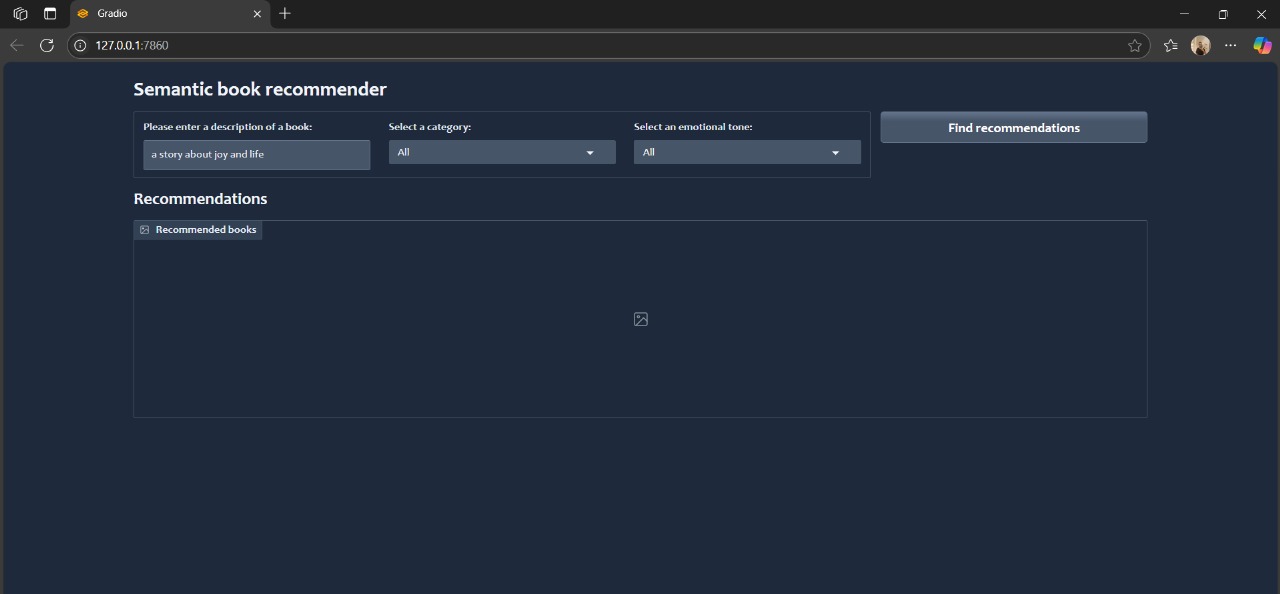 Gradio
127.0.0.1:7860
Semantic book recommender
Please enter a description of a book:
Select a category:
Select an emotional tone:
Find recommendations
a story about joy and life
All
All
Recommendations
Recommended books